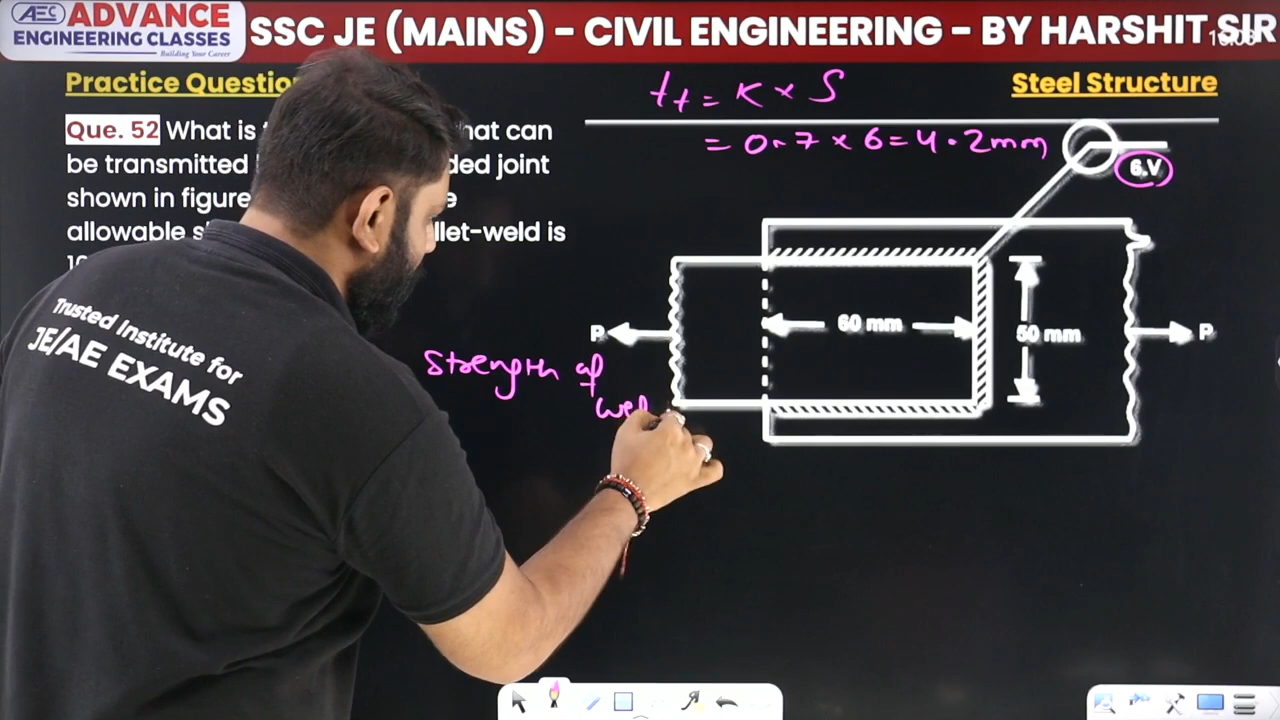 AEC ADVANCE
ENGINEERING CLASSES
Building Your Career
SSC JE (MAINS) - CIVIL ENGINEERING - BY HARSHIT SIR
Practice Questio
Steel Structure
Que. 52 What is
hat can
be transmitted
ded joint
shown in figure
allowable s
llet-weld is
tt = K × S
= 0.7 × 6 = 4.2mm
6.V
60 mm
50 mm
P
P
Strength of
wel
Trusted Institute for
JE/AE EXAMS